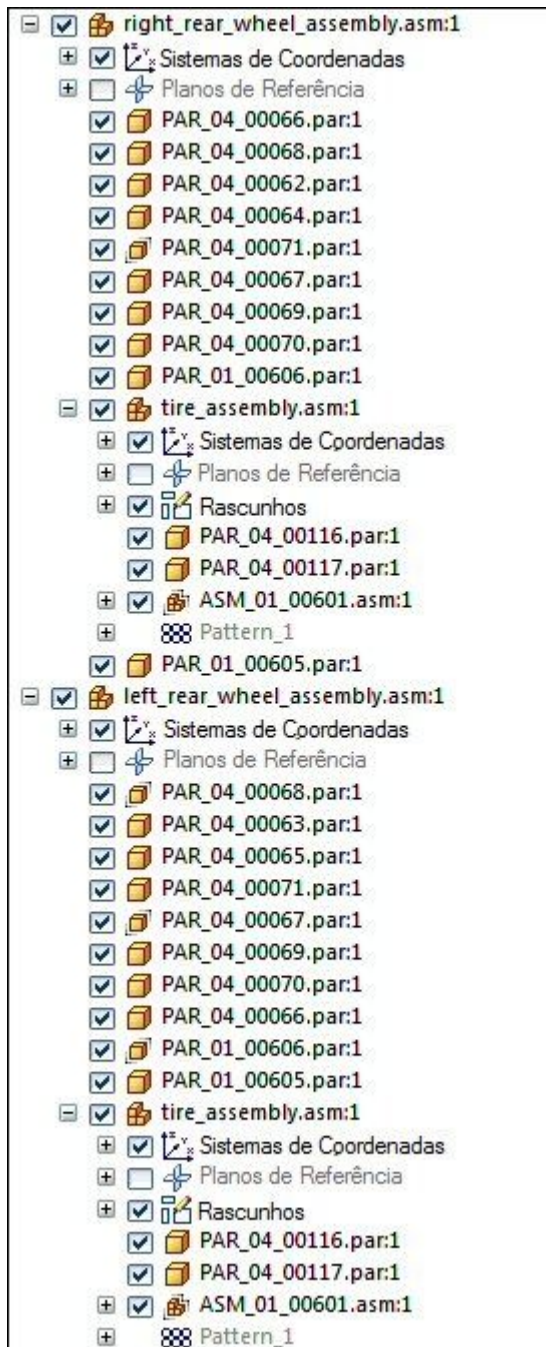 right_rear_wheel_assembly.asm:1
Sistemas de Coordenadas
Planos de Referência
PAR_04_00066.par:1
PAR_04_00068.par:1
PAR_04_00062.par:1
PAR_04_00064.par:1
PAR_04_00071.par:1
PAR_04_00067.par:1
PAR_04_00069.par:1
PAR_04_00070.par:1
PAR_01_00606.par:1
tire_assembly.asm:1
Sistemas de Coordenadas
Planos de Referência
Rascunhos
PAR_04_00116.par:1
PAR_04_00117.par:1
ASM_01_00601.asm:1
Pattern_1
PAR_01_00605.par:1
left_rear_wheel_assembly.asm:1
Sistemas de Coordenadas
Planos de Referência
PAR_04_00068.par:1
PAR_04_00063.par:1
PAR_04_00065.par:1
PAR_04_00071.par:1
PAR_04_00067.par:1
PAR_04_00069.par:1
PAR_04_00070.par:1
PAR_04_00066.par:1
PAR_01_00606.par:1
PAR_01_00605.par:1
tire_assembly.asm:1
Sistemas de Coordenadas
Planos de Referência
Rascunhos
PAR_04_00116.par:1
PAR_04_00117.par:1
ASM_01_00601.asm:1
Pattern_1